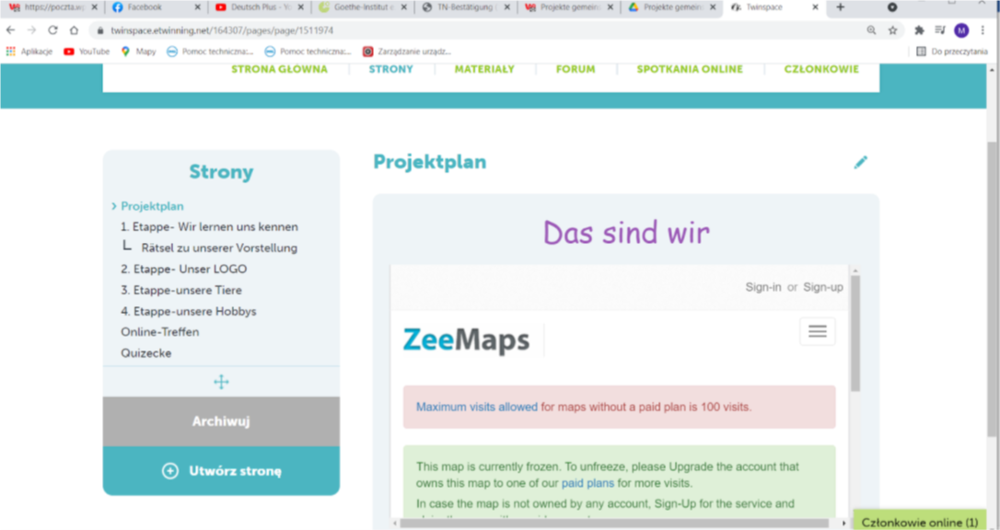 https://poczta.wp
Facebook
Deutsch Plus - Yo
Goethe-Institut
TN-Bestätigung
Projekte gemein
Projekte gemein
Twinspace
twinspace.etwinning.net/164307/pages/page/1511974
M
Aplikacje
YouTube
Mapy
Pomoc techniczna:...
Pomoc techniczna:...
Zarządzanie urządz...
Do przeczytania
STRONA GŁÓWNA
STRONY
MATERIAŁY
FORUM
SPOTKANIA ONLINE
CZŁONKOWIE
Strony
Projektplan
1. Etappe- Wir lernen uns kennen
Rätsel zu unserer Vorstellung
2. Etappe- Unser LOGO
3. Etappe-unsere Tiere
4. Etappe-unsere Hobbys
Online-Treffen
Quizecke
Archiwuj
Utwórz stronę
Projektplan
Das sind wir
Sign-in or Sign-up
ZeeMaps
Maximum visits allowed for maps without a paid plan is 100 visits.
This map is currently frozen. To unfreeze, please Upgrade the account that
owns this map to one of our paid plans for more visits.
In case the map is not owned by any account, Sign-Up for the service and
Członkowie online (1)